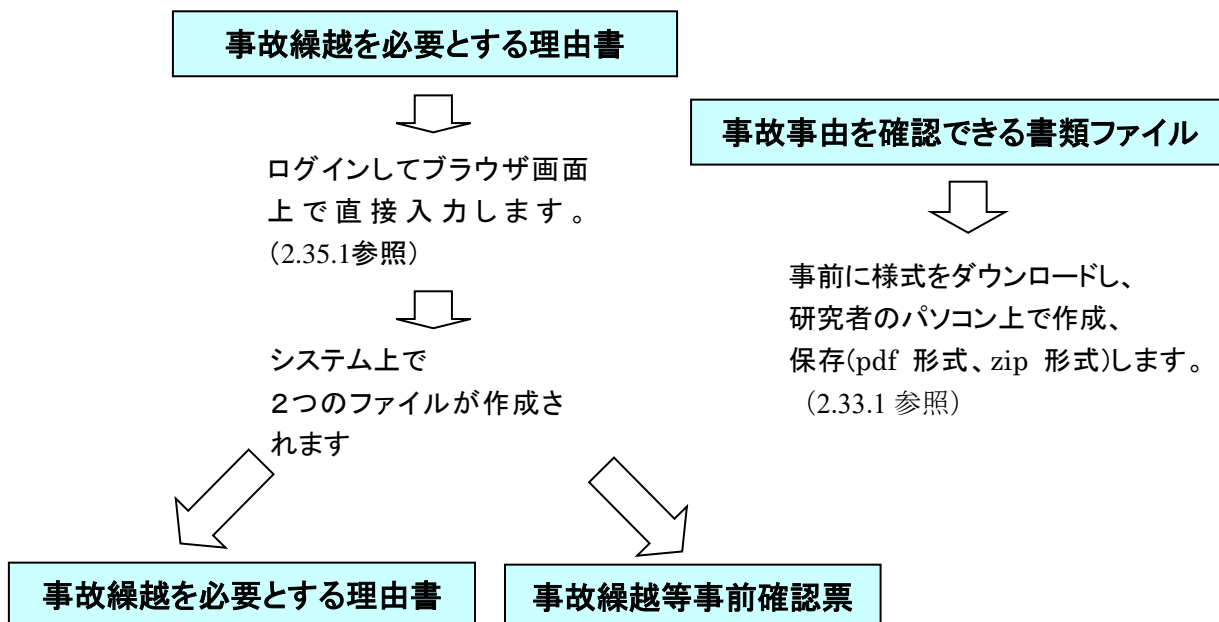 事故繰越を必要とする理由書
ログインしてブラウザ画面
上で直接入力します。
(2.35.1参照)
システム上で
２つのファイルが作成さ
れます
事故事由を確認できる書類ファイル
事前に様式をダウンロードし、
研究者のパソコン上で作成、
保存(pdf 形式、zip 形式)します。
（2.33.1 参照）
事故繰越を必要とする理由書
事故繰越等事前確認票